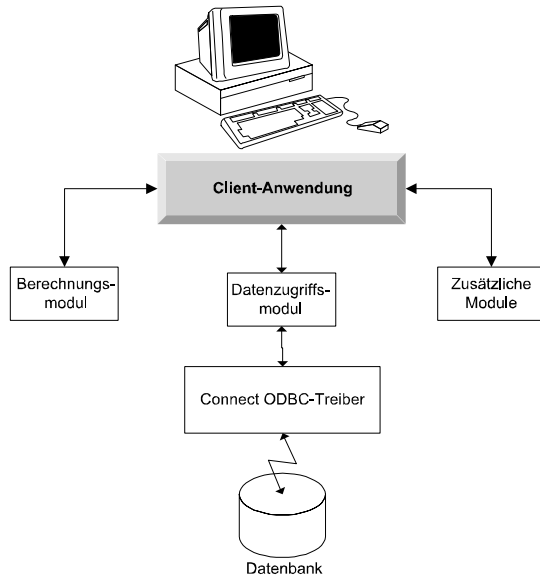 Client-Anwendung
Berechnungs-
modul
Datenzugriffs-
modul
Zusätzliche
Module
Connect ODBC-Treiber
Datenbank